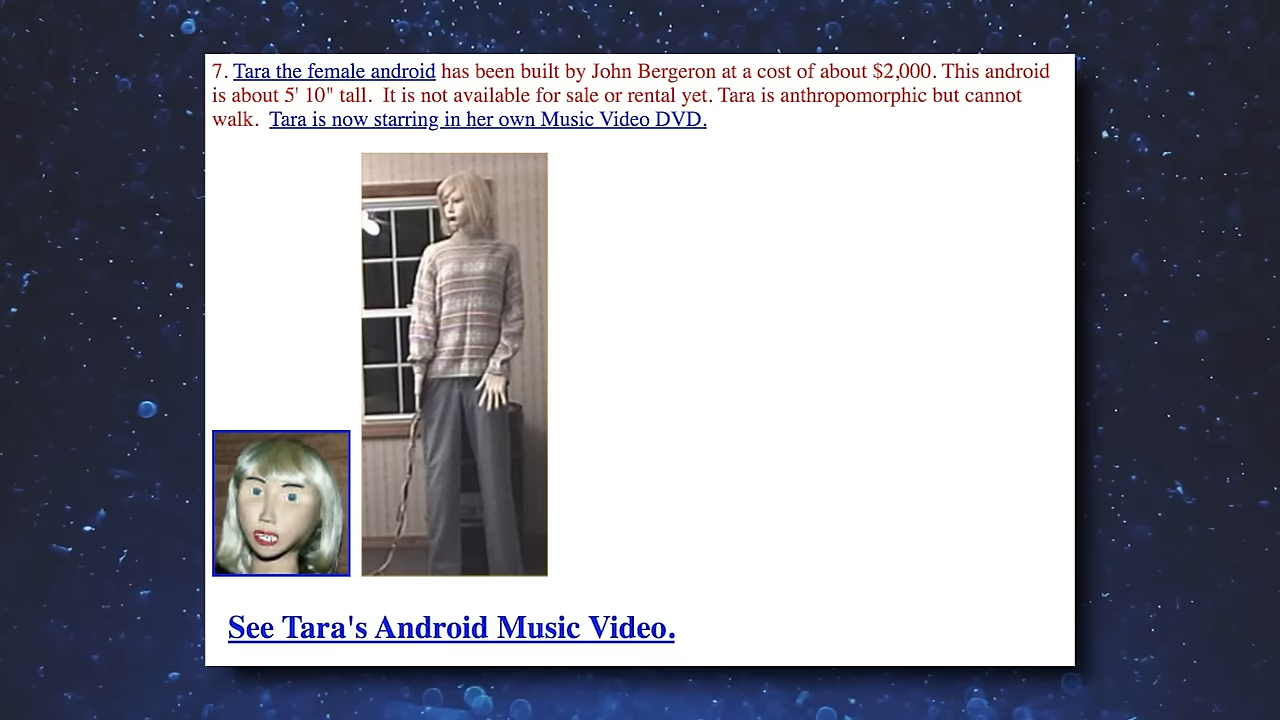 7. Tara the female android has been built by John Bergeron at a cost of about $2,000. This android
is about 5' 10" tall.  It is not available for sale or rental yet. Tara is anthropomorphic but cannot
walk.  Tara is now starring in her own Music Video DVD.
See Tara's Android Music Video.